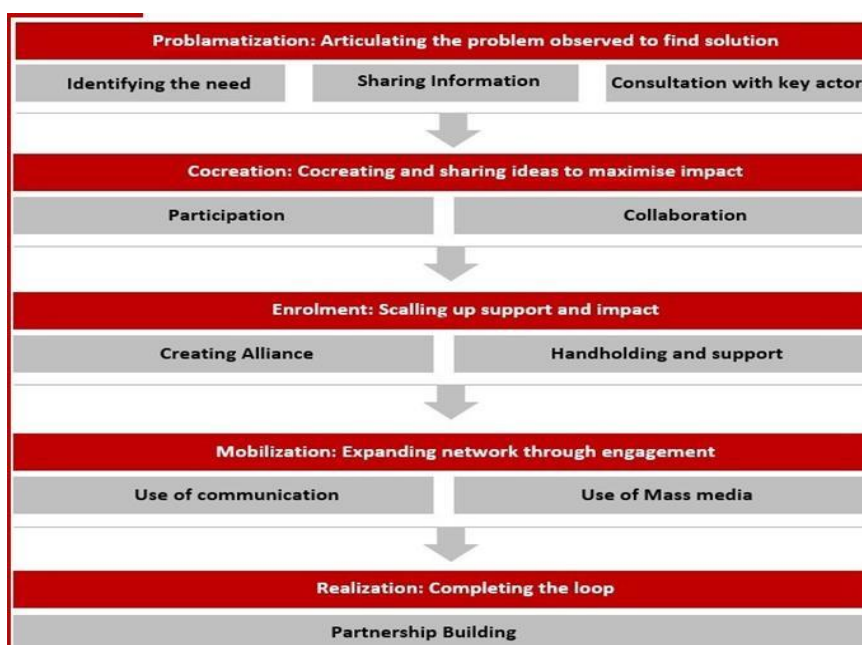 Problamatization: Articulating the problem observed to find solution
Identifying the need
Sharing Information
Consultation with key actor
Cocreation: Cocreating and sharing ideas to maximise impact
Participation
Collaboration
Enrolment: Scalling up support and impact
Creating Alliance
Handholding and support
Mobilization: Expanding network through engagement
Use of communication
Use of Mass media
Realization: Completing the loop
Partnership Building